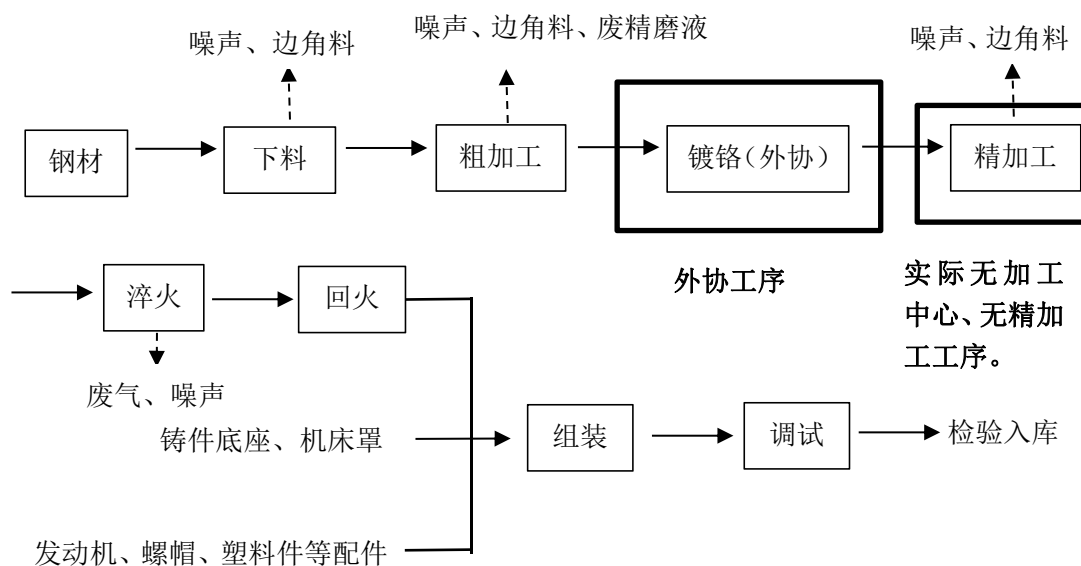 噪声、边角料
噪声、边角料、废精磨液
噪声、边角料
钢材
下料
粗加工
镀铬（外协）
精加工
外协工序
实际无加工
中心、无精加
工工序。
淬火
回火
废气、噪声
铸件底座、机床罩
组装
调试
检验入库
发动机、螺帽、塑料件等配件